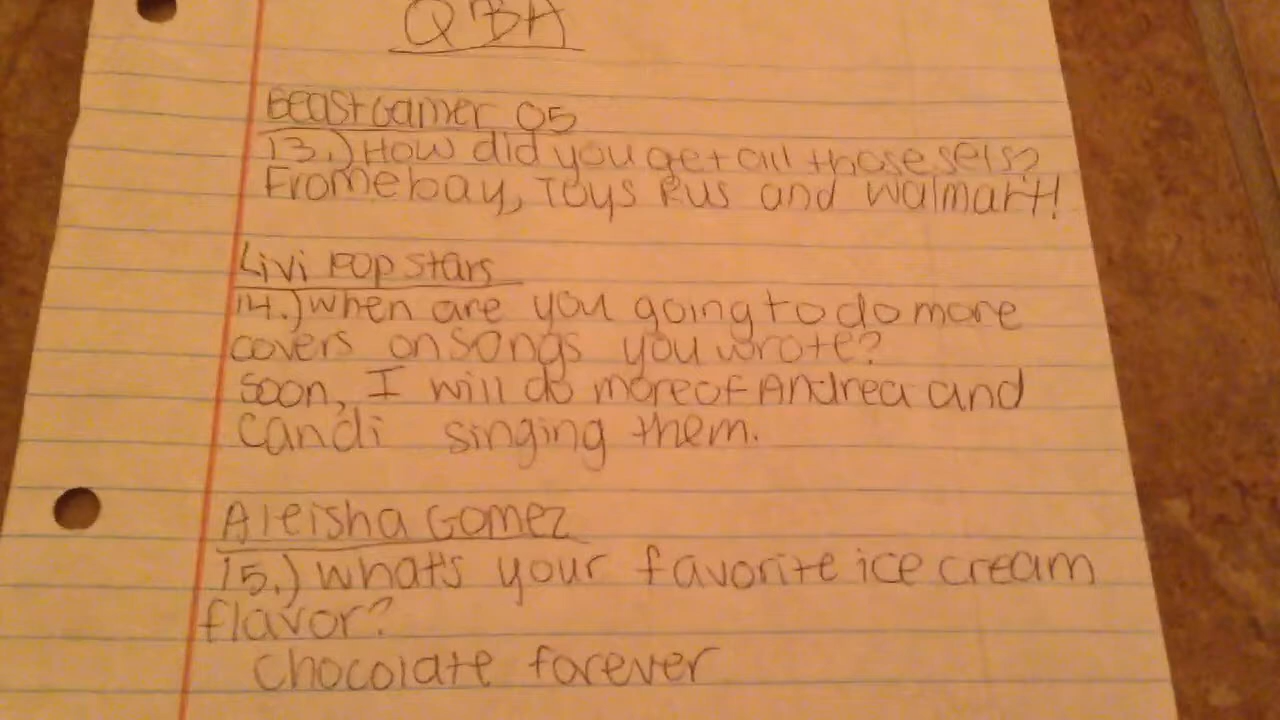 Q&A
Beast Gamer 05
13.) How did you get all those sets?
From ebay, Toys R us and walmart!
Livi Pop stars
14.) when are you going to do more
covers on songs you wrote?
soon, I will do more of Andrea and
Candi singing them.
Aleisha Gomez
15.) what's your favorite ice cream
flavor?
chocolate forever